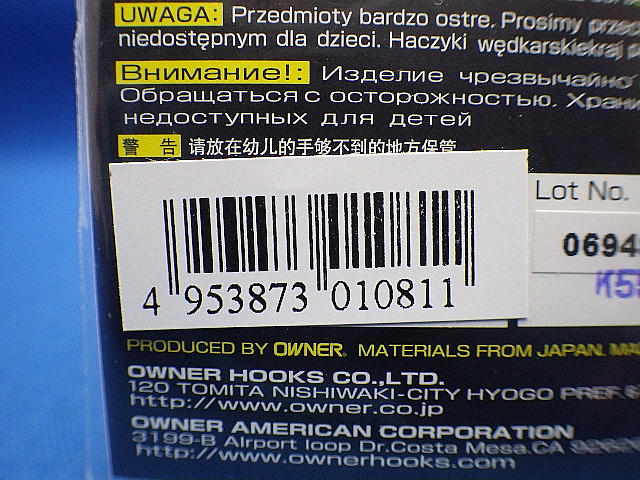 UWAGA: Przedmioty bardzo ostre. Prosimy
niedostępnym dla dzieci. Haczyki
Внимание!: Изделие чрезвычайно
Обращаться с осторожностью.
недоступных для детей
警 告 请放在幼儿的手够不到的地方保管
Lot No.
0694
K5
4 953873 010811
PRODUCED BY OWNER. MATERIALS FROM JAPAN.
OWNER HOOKS CO.,LTD.
120 TOMITA NISHIWAKI-CITY HYOGO PREF.
http://www.owner.co.jp
OWNER AMERICAN CORPORATION
3199-B Airport loop Dr.Costa Mesa.CA
http://www.ownerhooks.com